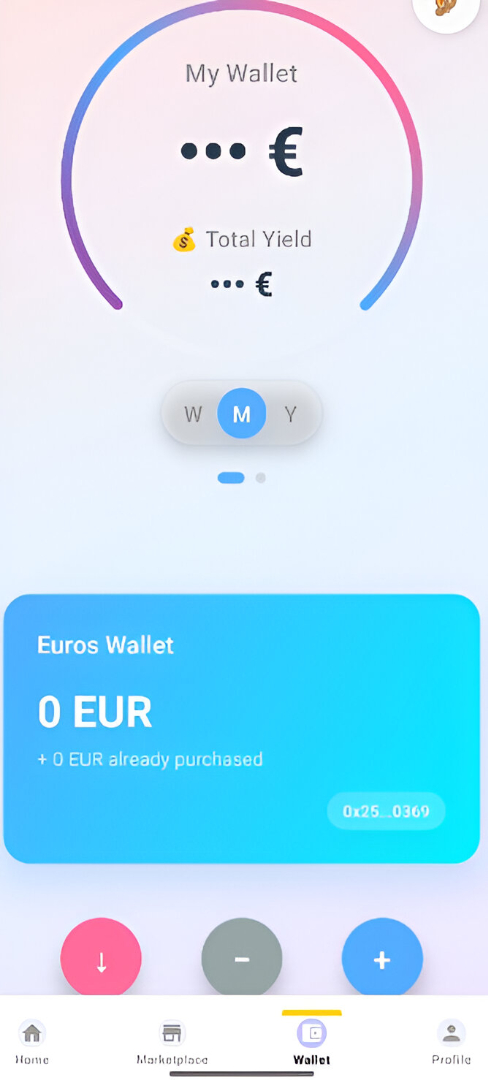 My Wallet
••• €
💰 Total Yield
••• €
W M Y
Euros Wallet
0 EUR
+ 0 EUR already purchased
0x25...0369
↓ − +
Home Marketplace Wallet Profile